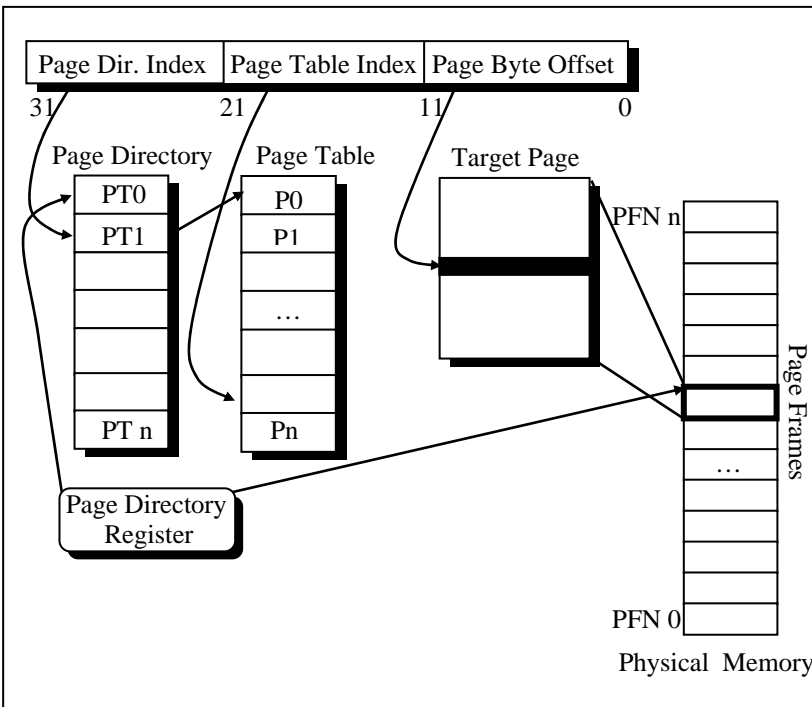 Page Dir. Index Page Table Index Page Byte Offset
31 21 11 0
Page Directory Page Table Target Page
PT0 P0
PFN n
PT1 P1
…
Page Frames
PT n Pn
…
Page Directory
Register
PFN 0
Physical Memory